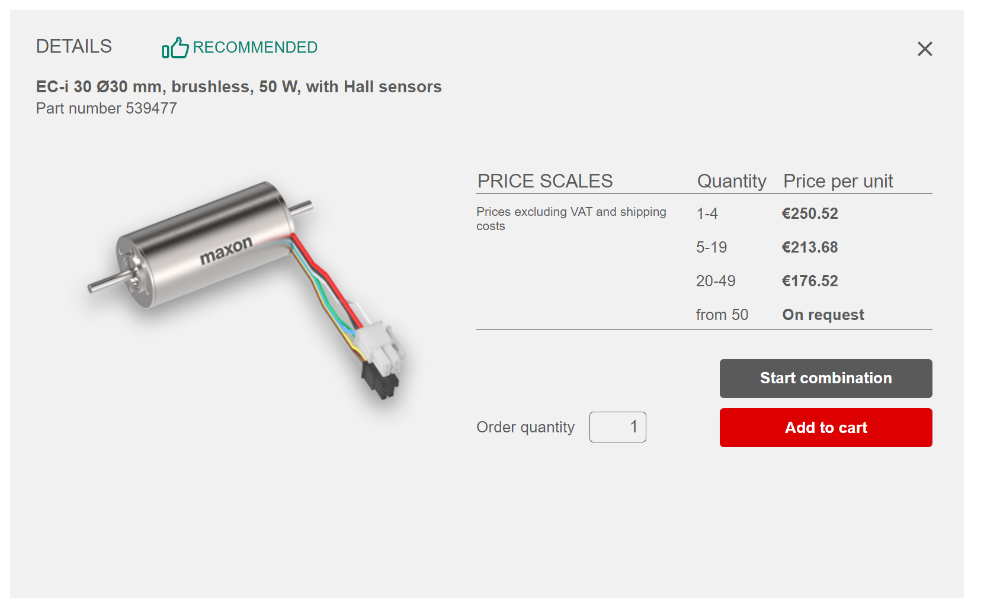 DETAILS
RECOMMENDED
EC-i 30 Ø30 mm, brushless, 50 W, with Hall sensors
Part number 539477
maxon
PRICE SCALES Quantity Price per unit
Prices excluding VAT and shipping
costs
1-4 €250.52
5-19 €213.68
20-49 €176.52
from 50 On request
Start combination
Order quantity 1
Add to cart